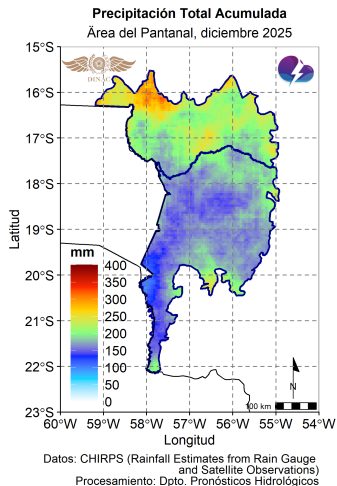 Precipitación Total Acumulada
Área del Pantanal, diciembre 2025
15°S
16°S
17°S
18°S
19°S
20°S
21°S
22°S
23°S
Latitud
DINAC
mm
400
350
300
250
200
150
100
50
0
N
100 km
60°W 59°W 58°W 57°W 56°W 55°W 54°W
Longitud
Datos: CHIRPS (Rainfall Estimates from Rain Gauge
and Satellite Observations)
Procesamiento: Dpto. Pronósticos Hidrológicos